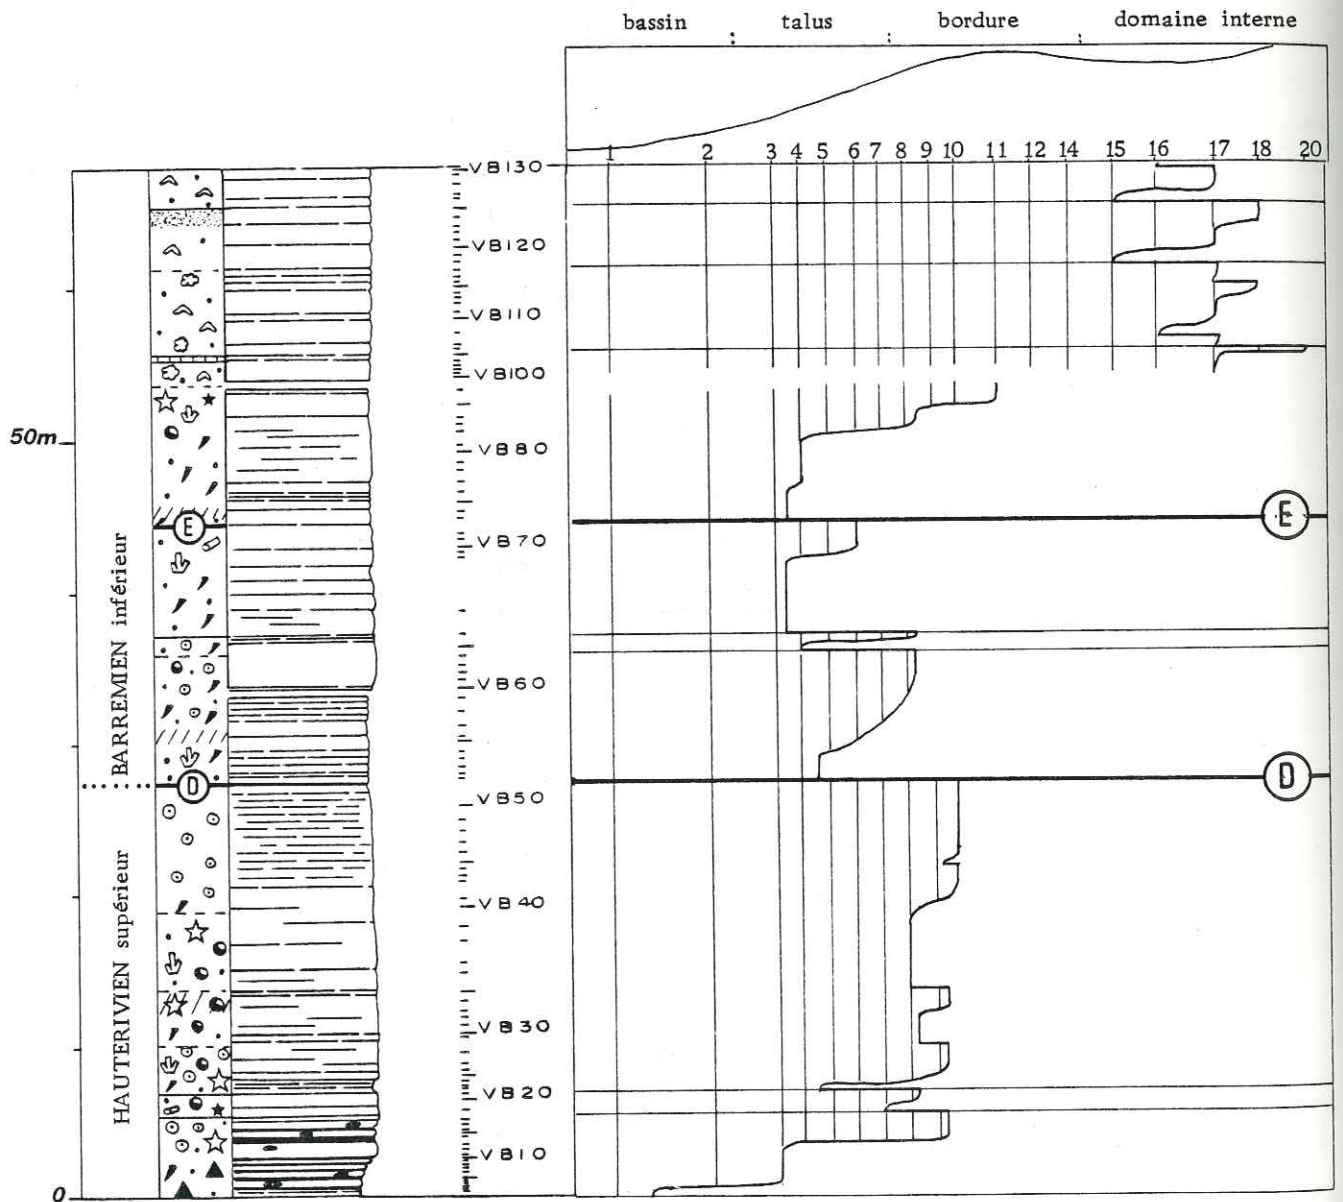 bassin : talus : bordure : domaine interne
1 2 3 4 5 6 7 8 9 10 11 12 14 15 16 17 18 20
VB130
VB120
VB110
VB100
50m
VB80
E E
VB70
BARREMIEN inférieur
VB60
D D
VB50
HAUTERIVIEN supérieur
VB40
VB30
VB20
VB10
0